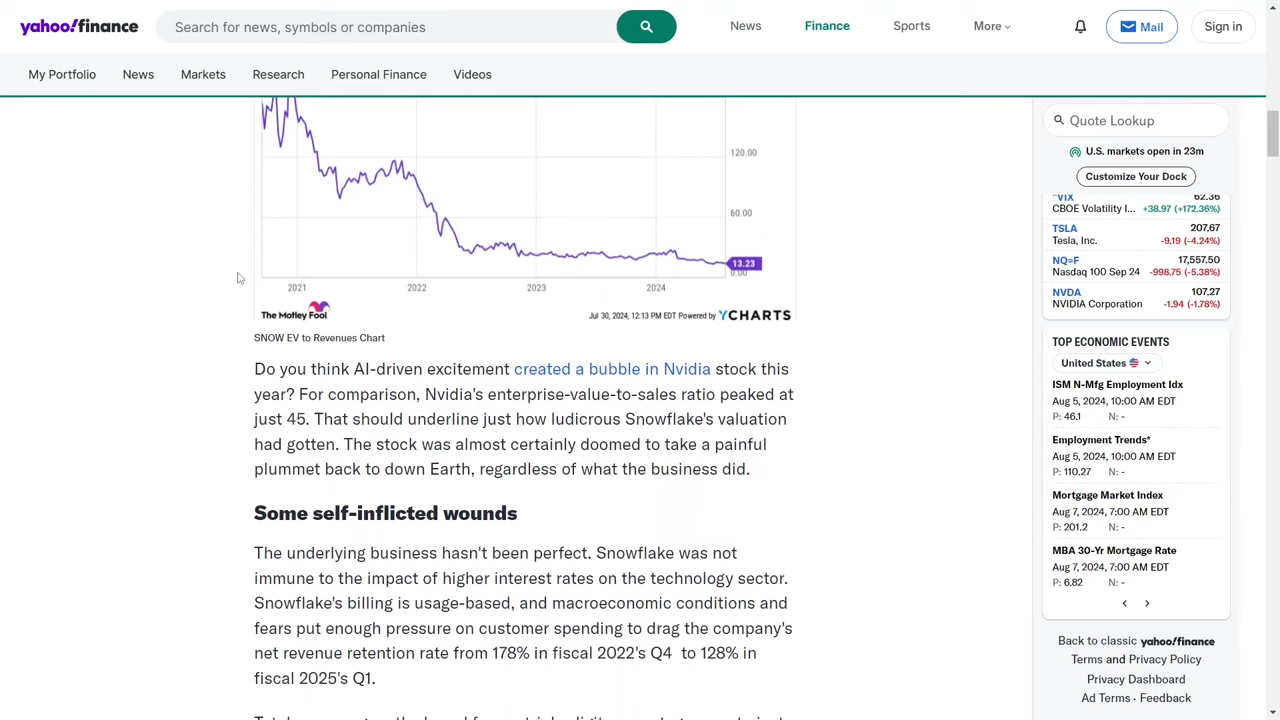 yahoo!finance
Search for news, symbols or companies
News
Finance
Sports
More
Mail
Sign in
My Portfolio
News
Markets
Research
Personal Finance
Videos
120.00
60.00
13.23
0.00
2021
2022
2023
2024
The Motley Fool
Jul 30, 2024, 12:13 PM EDT Powered by YCHARTS
SNOW EV to Revenues Chart
Do you think AI-driven excitement created a bubble in Nvidia stock this
year? For comparison, Nvidia's enterprise-value-to-sales ratio peaked at
just 45. That should underline just how ludicrous Snowflake's valuation
had gotten. The stock was almost certainly doomed to take a painful
plummet back to down Earth, regardless of what the business did.
Some self-inflicted wounds
The underlying business hasn't been perfect. Snowflake was not
immune to the impact of higher interest rates on the technology sector.
Snowflake's billing is usage-based, and macroeconomic conditions and
fears put enough pressure on customer spending to drag the company's
net revenue retention rate from 178% in fiscal 2022's Q4 to 128% in
fiscal 2025's Q1.
Quote Lookup
U.S. markets open in 23m
Customize Your Dock
^VIX 62.36
CBOE Volatility I... +38.97 (+172.36%)
TSLA 207.67
Tesla, Inc. -9.19 (-4.24%)
NQ=F 17,557.50
Nasdaq 100 Sep 24 -998.75 (-5.38%)
NVDA 107.27
NVIDIA Corporation -1.94 (-1.78%)
TOP ECONOMIC EVENTS
United States
ISM N-Mfg Employment Idx
Aug 5, 2024, 10:00 AM EDT
P: 46.1 N: -
Employment Trends*
Aug 5, 2024, 10:00 AM EDT
P: 110.27 N: -
Mortgage Market Index
Aug 7, 2024, 7:00 AM EDT
P: 201.2 N: -
MBA 30-Yr Mortgage Rate
Aug 7, 2024, 7:00 AM EDT
P: 6.82 N: -
Back to classic yahoo!finance
Terms and Privacy Policy
Privacy Dashboard
Ad Terms · Feedback